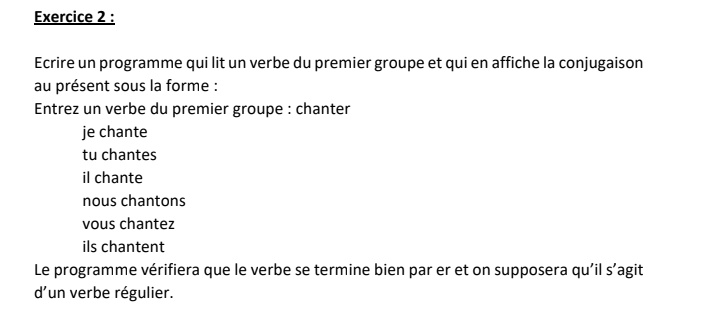 Exercice 2 :
Ecrire un programme qui lit un verbe du premier groupe et qui en affiche la conjugaison
au présent sous la forme :
Entrez un verbe du premier groupe : chanter
je chante
tu chantes
il chante
nous chantons
vous chantez
ils chantent
Le programme vérifiera que le verbe se termine bien par er et on supposera qu’il s’agit
d’un verbe régulier.